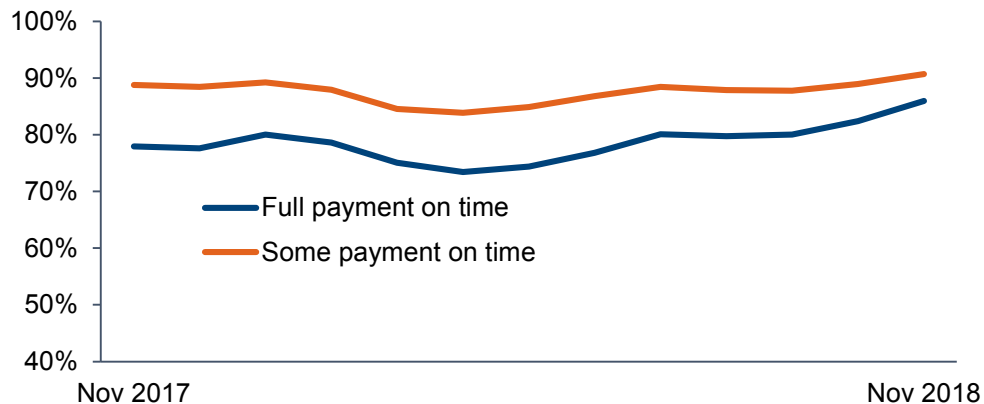 100%
90%
80%
70%
60%
50%
40%
Full payment on time
Some payment on time
Nov 2017
Nov 2018